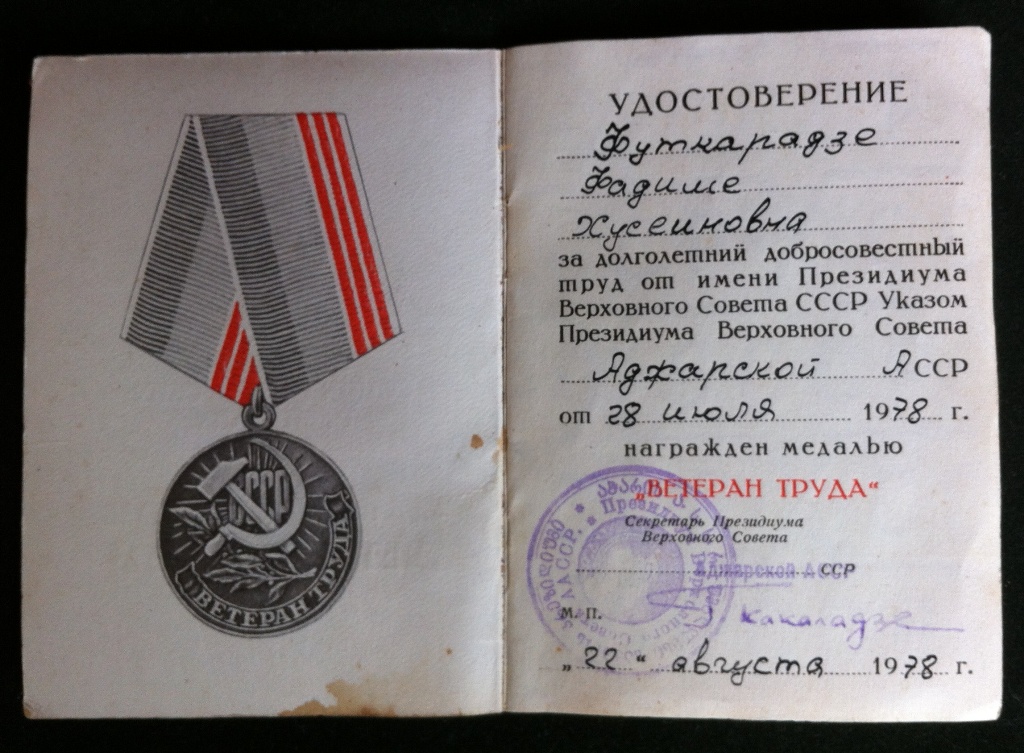 СССР
ВЕТЕРАН ТРУДА
УДОСТОВЕРЕНИЕ
Футкарадзе
Фадиме
Хусеиновна
за долголетний добросовестный
труд от имени Президиума
Верховного Совета СССР Указом
Президиума Верховного Совета
Аджарской АССР
от 28 июля 1978 г.
награжден медалью
„ВЕТЕРАН ТРУДА“
Секретарь Президиума
Верховного Совета
Аджарской АССР ССР
М. П.
Какаладзе
„22“ августа 1978 г.